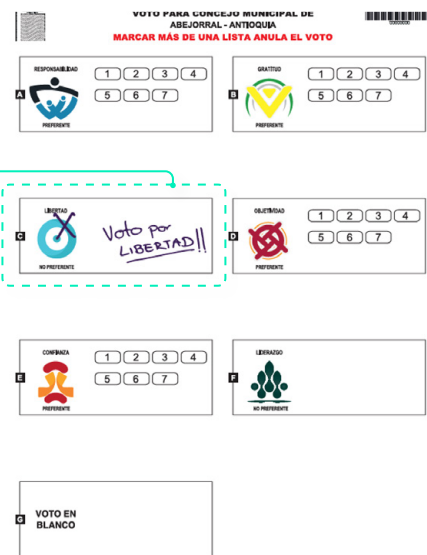 VOTO PARA CONCEJO MUNICIPAL DE
ABEJORRAL - ANTIOQUIA
MARCAR MÁS DE UNA LISTA ANULA EL VOTO
A
RESPONSABILIDAD
PREFERENTE
1 2 3 4
5 6 7
B
GRATITUD
PREFERENTE
1 2 3 4
5 6 7
C
LIBERTAD
NO PREFERENTE
Voto por
LIBERTAD!!
D
OBJETIVIDAD
PREFERENTE
1 2 3 4
5 6 7
E
CONFIANZA
PREFERENTE
1 2 3 4
5 6 7
F
LIDERAZGO
NO PREFERENTE
G
VOTO EN
BLANCO